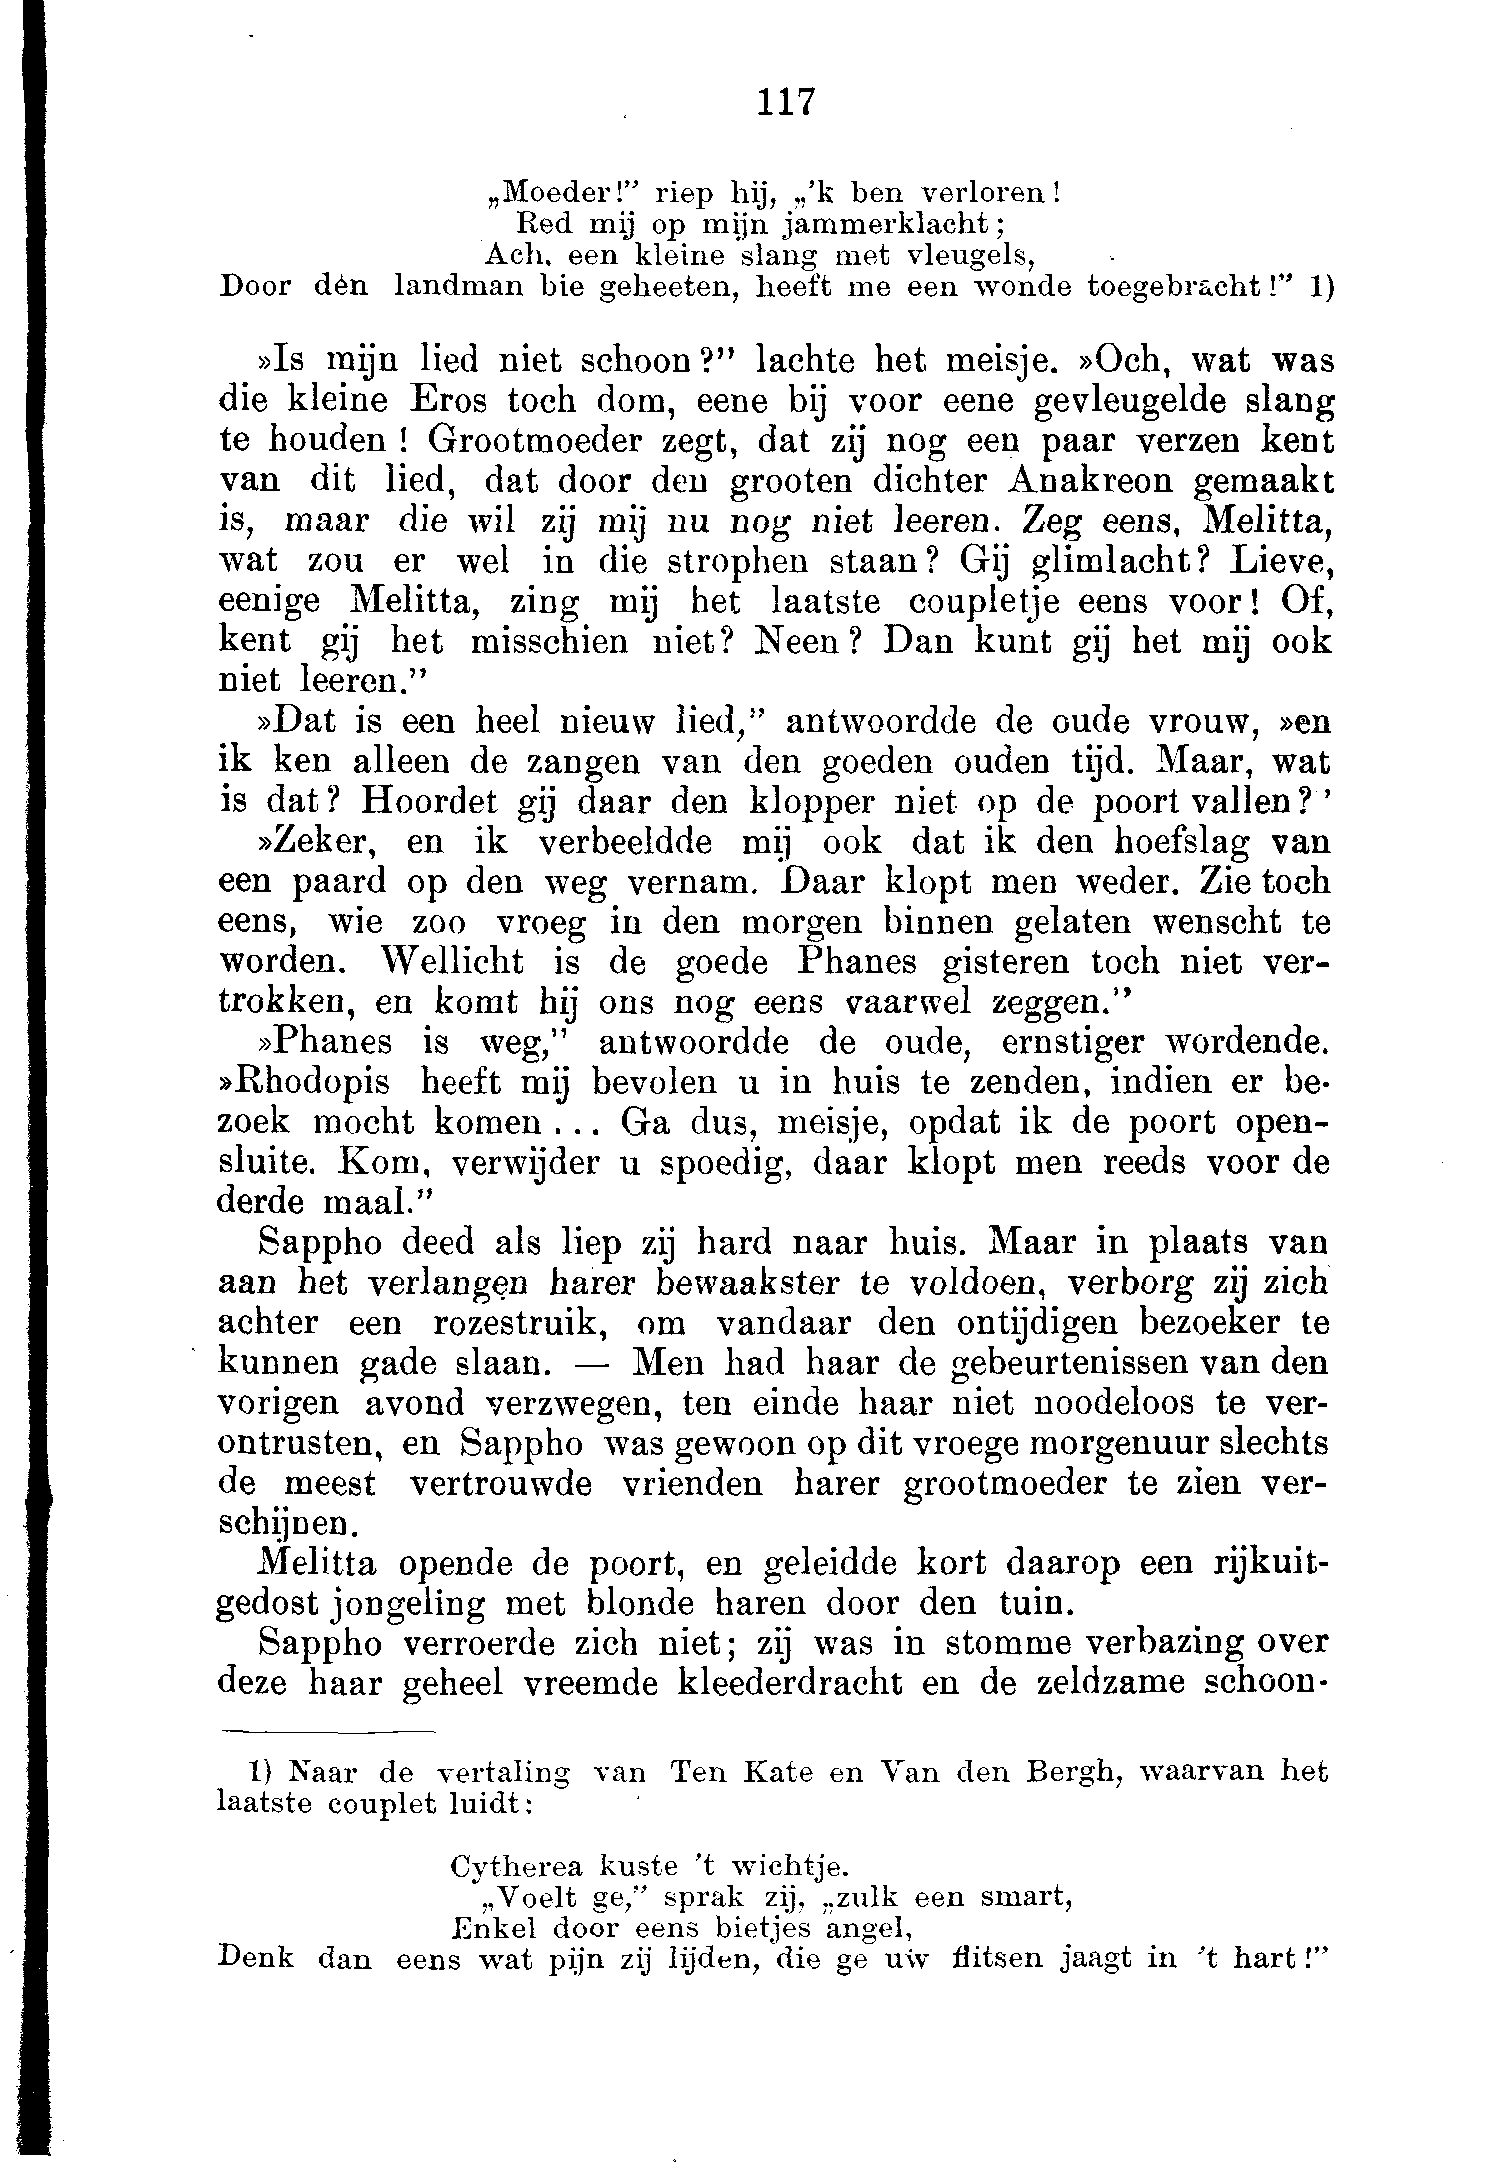 117
„Moeder!” riep hij, „'k ben verloren!
Red mij op mijn jammerklacht;
Ach, een kleine slang met vleugels,
Door dèn landman bie geheeten, heeft me een wonde toegebracht!” 1)
»Is mijn lied niet schoon?” lachte het meisje. »Och, wat was
die kleine Eros toch dom, eene bij voor eene gevleugelde slang
te houden! Grootmoeder zegt, dat zij nog een paar verzen kent
van dit lied, dat door den grooten dichter Anakreon gemaakt
is, maar die wil zij mij nu nog niet leeren. Zeg eens, Melitta,
wat zou er wel in die strophen staan? Gij glimlacht? Lieve,
eenige Melitta, zing mij het laatste coupletje eens voor! Of,
kent gij het misschien niet? Neen? Dan kunt gij het mij ook
niet leeren.”
»Dat is een heel nieuw lied,” antwoordde de oude vrouw, »en
ik ken alleen de zangen van den goeden ouden tijd. Maar, wat
is dat? Hoordet gij daar den klopper niet op de poort vallen?'
»Zeker, en ik verbeeldde mij ook dat ik den hoefslag van
een paard op den weg vernam. Daar klopt men weder. Zie toch
eens, wie zoo vroeg in den morgen binnen gelaten wenscht te
worden. Wellicht is de goede Phanes gisteren toch niet ver-
trokken, en komt hij ons nog eens vaarwel zeggen.”
»Phanes is weg,” antwoordde de oude, ernstiger wordende.
»Rhodopis heeft mij bevolen u in huis te zenden, indien er be-
zoek mocht komen... Ga dus, meisje, opdat ik de poort open-
sluite. Kom, verwijder u spoedig, daar klopt men reeds voor de
derde maal.”
Sappho deed als liep zij hard naar huis. Maar in plaats van
aan het verlangen harer bewaakster te voldoen, verborg zij zich
achter een rozestruik, om vandaar den ontijdigen bezoeker te
kunnen gade slaan. — Men had haar de gebeurtenissen van den
vorigen avond verzwegen, ten einde haar niet noodeloos te ver-
ontrusten, en Sappho was gewoon op dit vroege morgenuur slechts
de meest vertrouwde vrienden harer grootmoeder te zien ver-
schijnen.
Melitta opende de poort, en geleidde kort daarop een rijkuit-
gedost jongeling met blonde haren door den tuin.
Sappho verroerde zich niet; zij was in stomme verbazing over
deze haar geheel vreemde kleederdracht en de zeldzame schoon-
1) Naar de vertaling van Ten Kate en Van den Bergh, waarvan het
laatste couplet luidt:
Cytherea kuste 't wichtje.
„Voelt ge,” sprak zij, „zulk een smart,
Enkel door eens bietjes angel,
Denk dan eens wat pijn zij lijden, die ge uw flitsen jaagt in 't hart!”